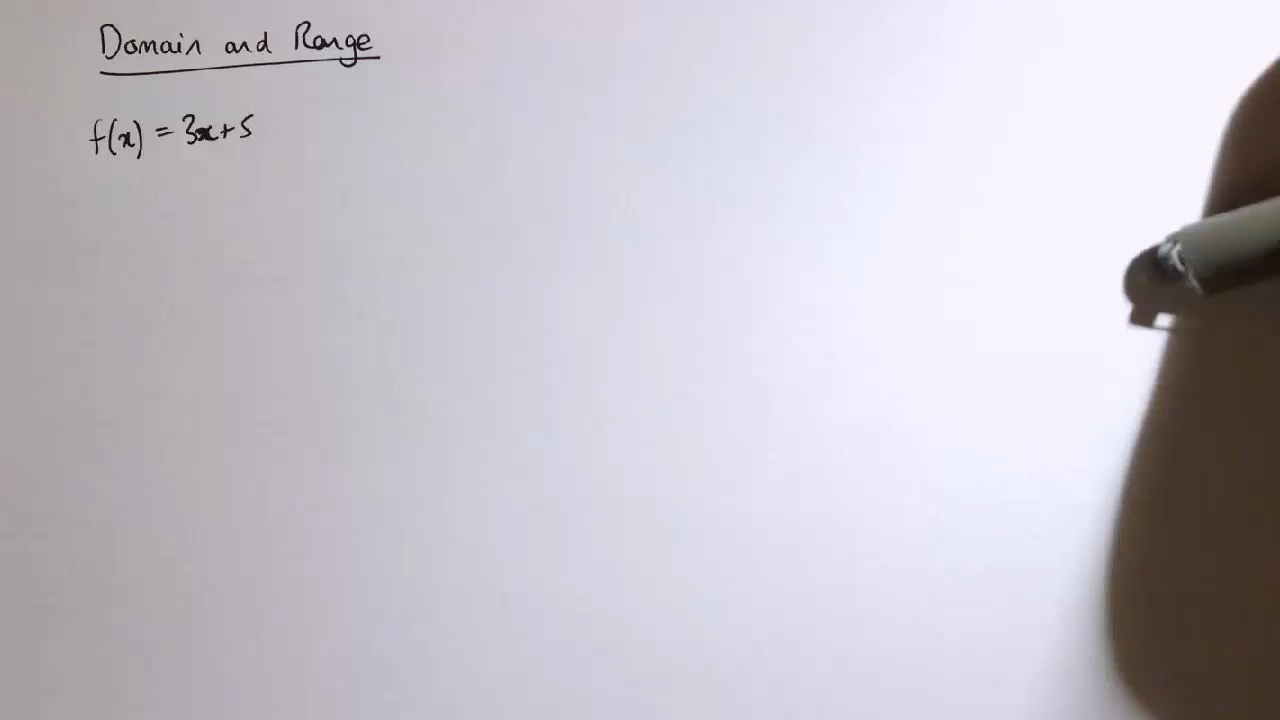 Domain and Range
f(x) = 3x+5